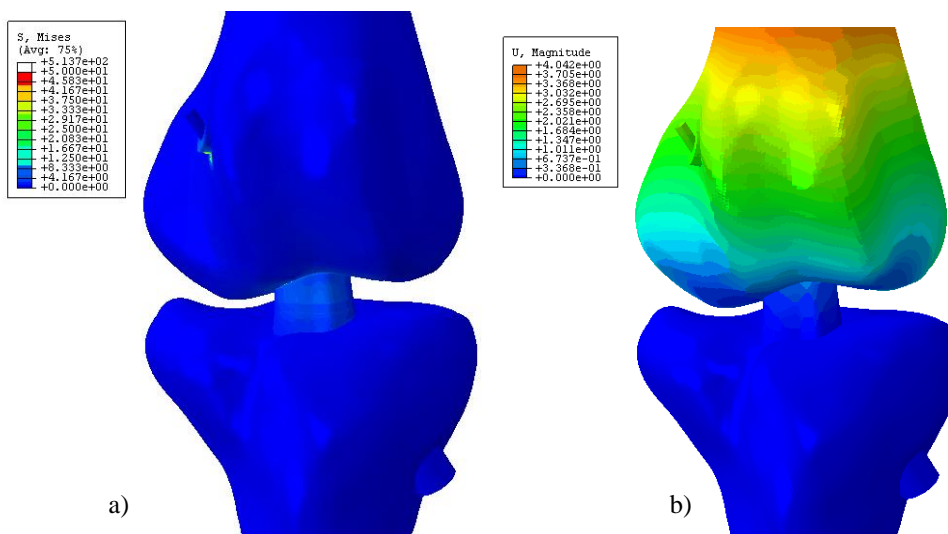 S, Mises
(Avg: 75%)
+5.137e+02
+5.000e+01
+4.583e+01
+4.167e+01
+3.750e+01
+3.333e+01
+2.917e+01
+2.500e+01
+2.083e+01
+1.667e+01
+1.250e+01
+8.333e+00
+4.167e+00
+0.000e+00
U, Magnitude
+4.042e+00
+3.705e+00
+3.368e+00
+3.032e+00
+2.695e+00
+2.358e+00
+2.021e+00
+1.684e+00
+1.347e+00
+1.011e+00
+6.737e-01
+3.368e-01
+0.000e+00
a)
b)